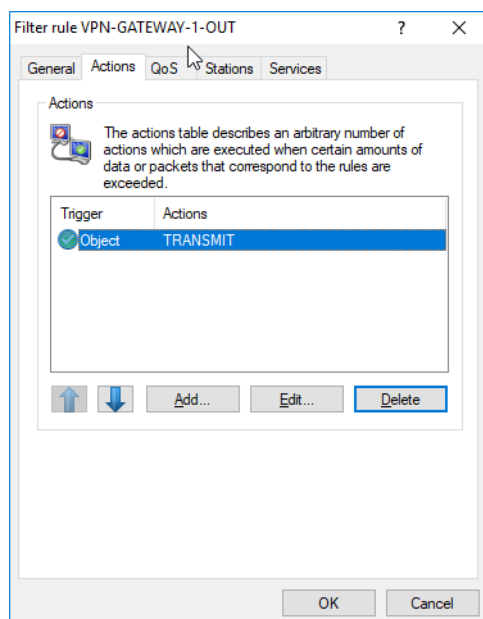 Filter rule VPN-GATEWAY-1-OUT ?
General Actions QoS Stations Services
Actions
The actions table describes an arbitrary number of
actions which are executed when certain amounts of
data or packets that correspond to the rules are
exceeded.
Trigger Actions
Object TRANSMIT
Add... Edit... Delete
OK Cancel